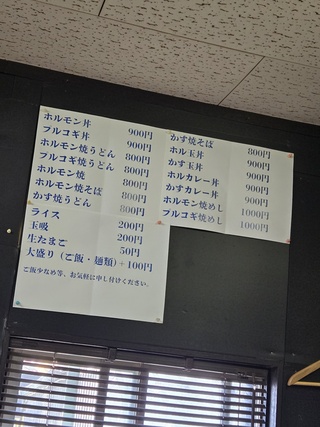 ホルモン丼 900円
プルコギ丼 900円
ホルモン焼うどん 800円
プルコギ焼うどん 800円
ホルモン焼 800円
ホルモン焼そば 800円
かす焼うどん 800円
ライス 200円
玉吸 200円
生たまご 50円
大盛り（ご飯・麺類）+100円
ご飯少なめ等、お気軽に申し付けください。
かす焼そば 800円
ホル玉丼 900円
かす玉丼 900円
ホルカレー丼 900円
かすカレー丼 900円
ホルモン焼めし 1000円
プルコギ焼めし 1000円